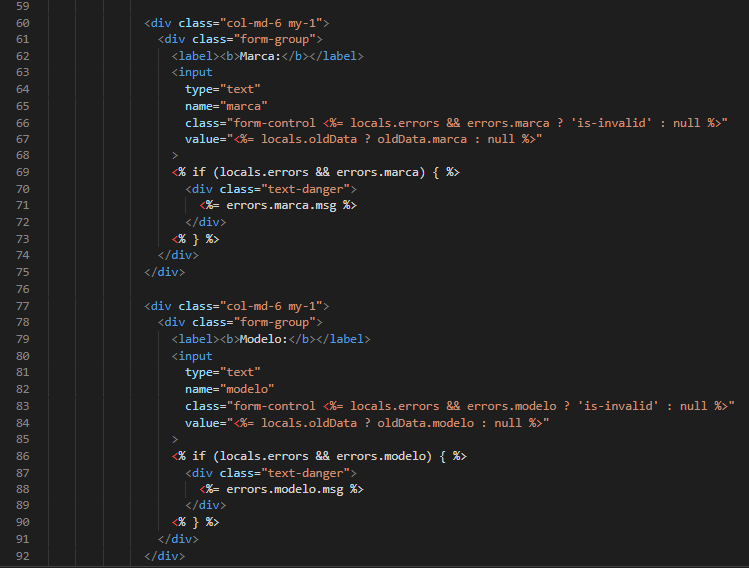 59
60 <div class="col-md-6 my-1">
61 <div class="form-group">
62 <label><b>Marca:</b></label>
63 <input
64 type="text"
65 name="marca"
66 class="form-control <%= locals.errors && errors.marca ? 'is-invalid' : null %>"
67 value="<%= locals.oldData ? oldData.marca : null %>"
68 >
69 <% if (locals.errors && errors.marca) { %>
70 <div class="text-danger">
71 <%= errors.marca.msg %>
72 </div>
73 <% } %>
74 </div>
75 </div>
76
77 <div class="col-md-6 my-1">
78 <div class="form-group">
79 <label><b>Modelo:</b></label>
80 <input
81 type="text"
82 name="modelo"
83 class="form-control <%= locals.errors && errors.modelo ? 'is-invalid' : null %>"
84 value="<%= locals.oldData ? oldData.modelo : null %>"
85 >
86 <% if (locals.errors && errors.modelo) { %>
87 <div class="text-danger">
88 <%= errors.modelo.msg %>
89 </div>
90 <% } %>
91 </div>
92 </div>